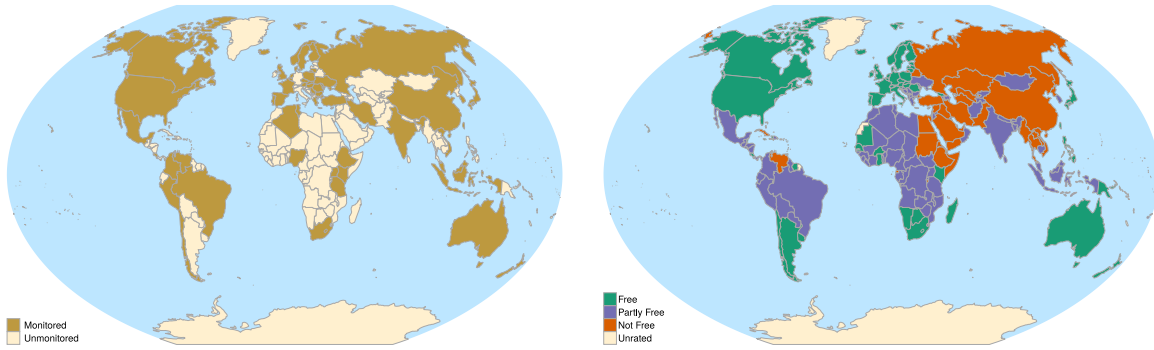 Monitored
Unmonitored
Free
Partly Free
Not Free
Unrated